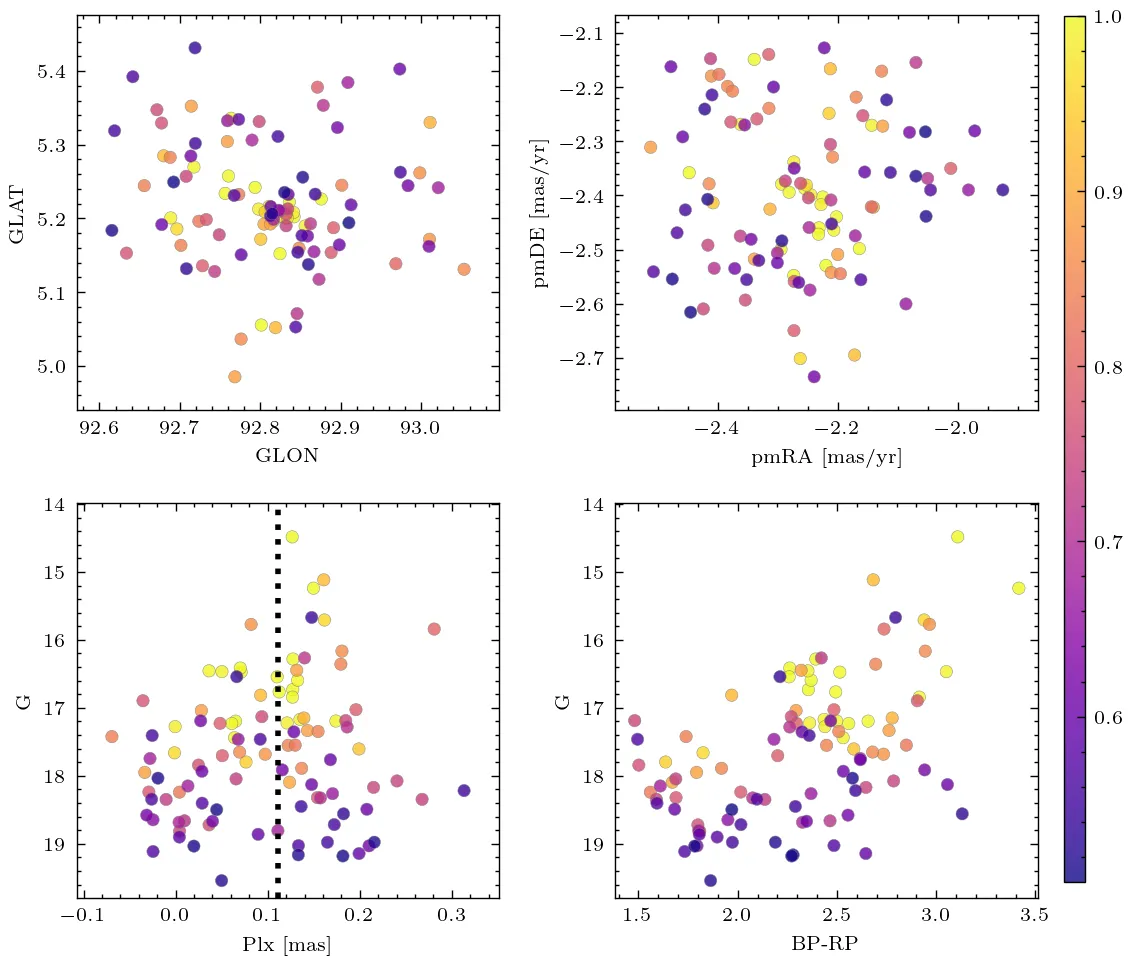 5.4
5.3
5.2
5.1
5.0
GLAT
92.6 92.7 92.8 92.9 93.0
GLON
−2.1
−2.2
−2.3
−2.4
−2.5
−2.6
−2.7
pmDE [mas/yr]
−2.4 −2.2 −2.0
pmRA [mas/yr]
1.0
0.9
0.8
0.7
0.6
14
15
16
17
18
19
G
−0.1 0.0 0.1 0.2 0.3
Plx [mas]
14
15
16
17
18
19
G
1.5 2.0 2.5 3.0 3.5
BP-RP